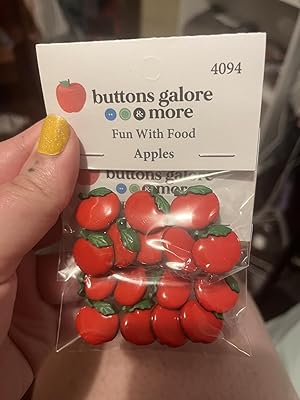 4094
buttons galore
& more
Fun With Food
Apples
buttons galore
& more